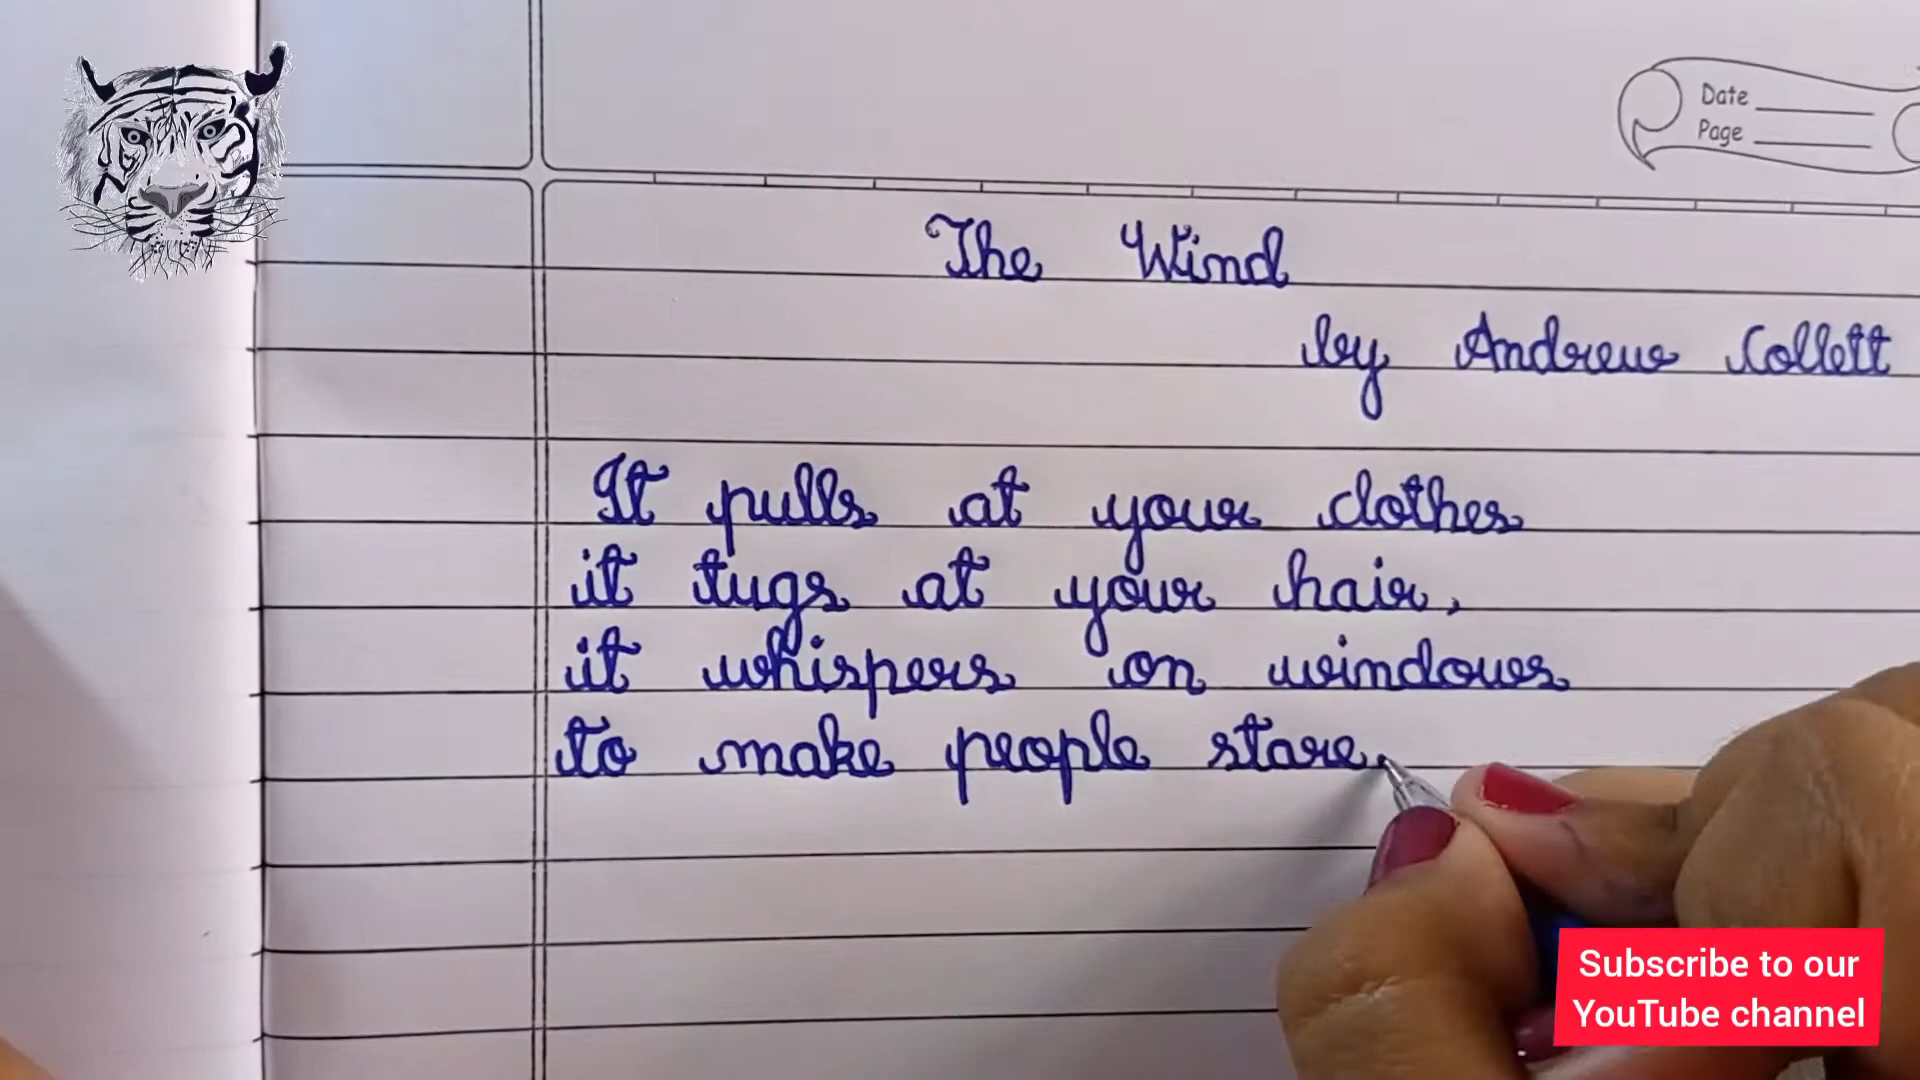 Date
Page
The Wind
by Andrew Collett
It pulls at your clothes
it tugs at your hair,
it whispers on windows
to make people stare.
Subscribe to our
YouTube channel